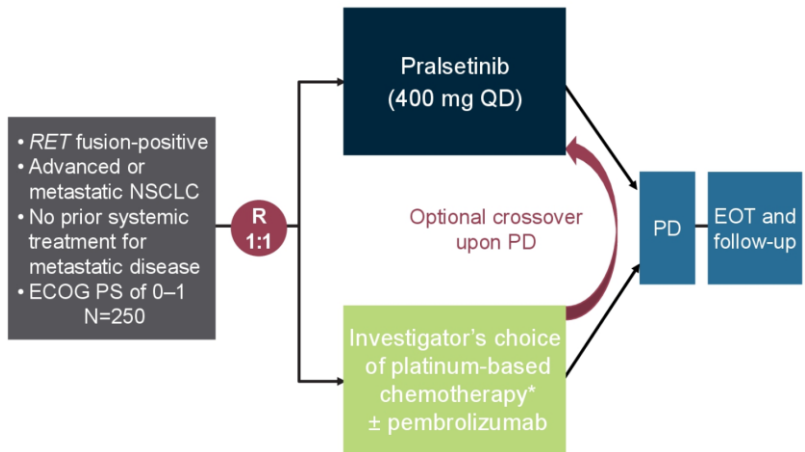 • RET fusion-positive
• Advanced or
metastatic NSCLC
• No prior systemic
treatment for
metastatic disease
• ECOG PS of 0–1
N=250
R
1:1
Pralsetinib
(400 mg QD)
Optional crossover
upon PD
Investigator's choice
of platinum-based
chemotherapy*
± pembrolizumab
PD
EOT and
follow-up